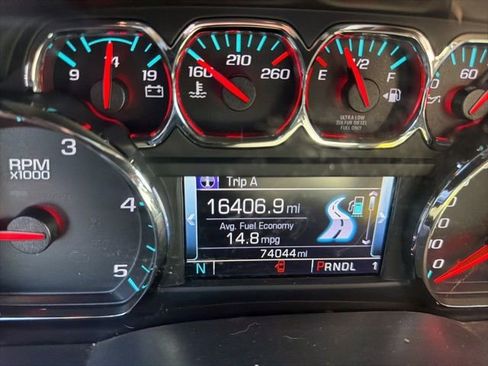 9 14 19
160 210 260
E 1/2 F
ULTRA LOW
SULFUR DIESEL
FUEL ONLY
60
RPM
x1000
3
4
5
Trip A
16406.9 mi
Avg. Fuel Economy
14.8 mpg
74044 mi
N PRNDL
0